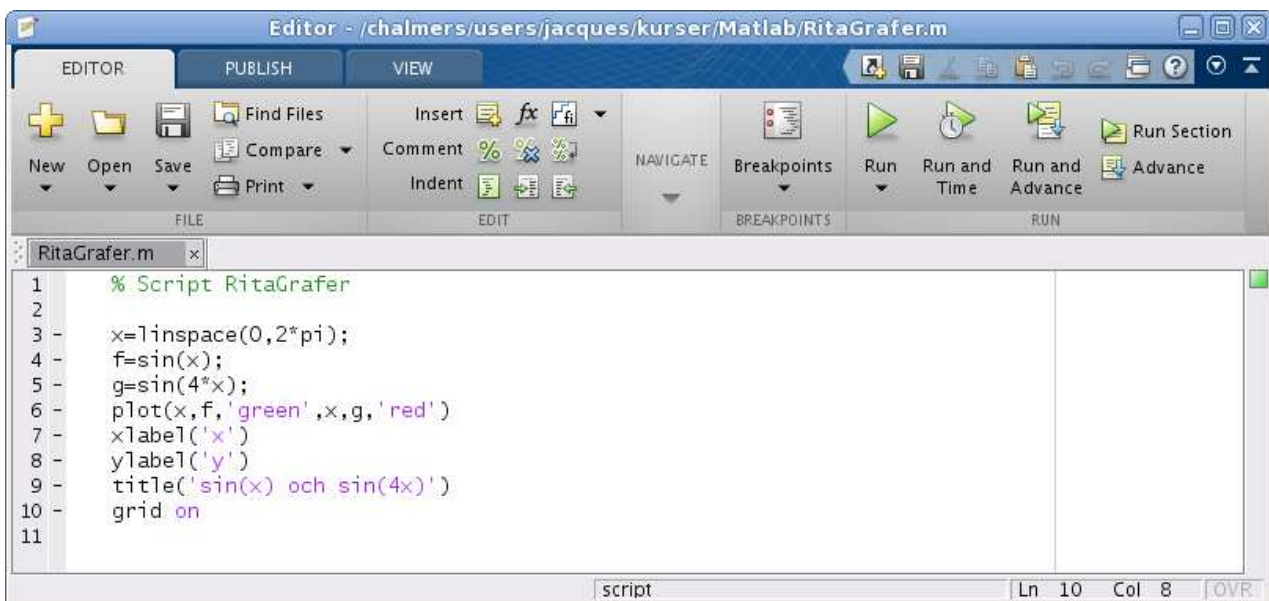 Editor - /chalmers/users/jacques/kurser/Matlab/RitaGrafer.m
EDITOR PUBLISH VIEW
New Open Save Find Files Compare Print
FILE
Insert fx fi
Comment % % %
Indent
EDIT
NAVIGATE
Breakpoints
BREAKPOINTS
Run Run and Time Run and Advance Run Section Advance
RUN
RitaGrafer.m
1 % Script RitaGrafer
2
3 - x=linspace(0,2*pi);
4 - f=sin(x);
5 - g=sin(4*x);
6 - plot(x,f,'green',x,g,'red')
7 - xlabel('x')
8 - ylabel('y')
9 - title('sin(x) och sin(4x)')
10 - grid on
11
script Ln 10 Col 8 OVR